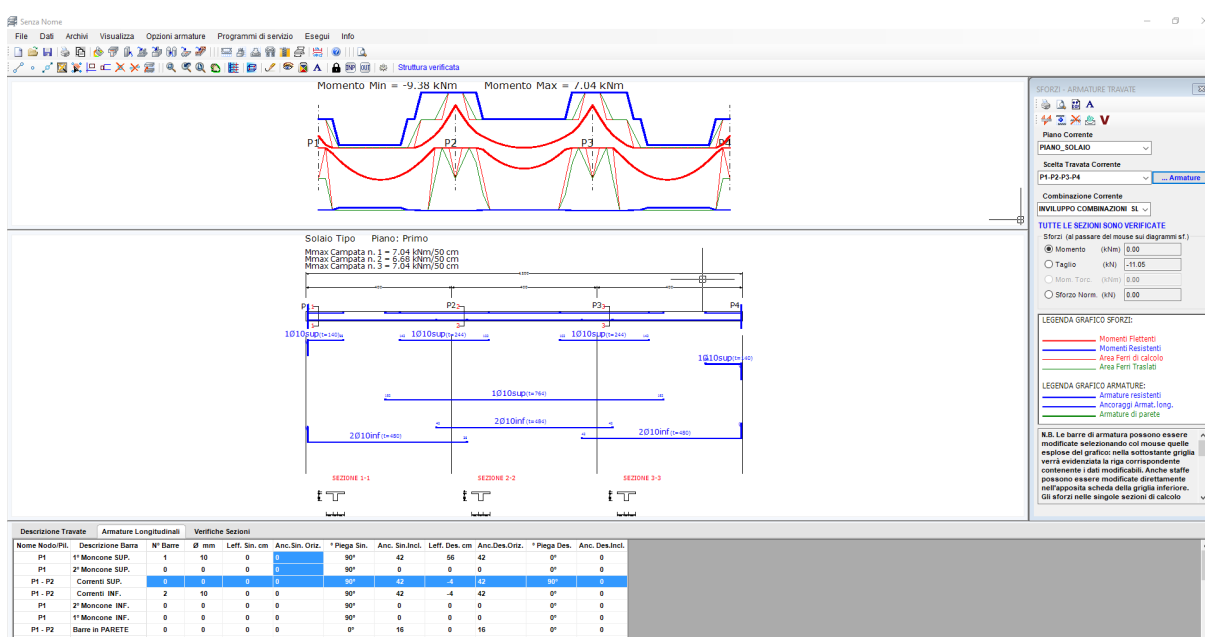 Senza Nome
File Dati Archivi Visualizza Opzioni armature Programmi di servizio Esegui Info
Struttura verificata
Momento Min = -9.38 kNm Momento Max = 7.04 kNm
P1 P2 P3 P4
Solaio Tipo Piano: Primo
Mmax Campata n. 1 = 7.04 kNm/50 cm
Mmax Campata n. 2 = 6.68 kNm/50 cm
Mmax Campata n. 3 = 7.04 kNm/50 cm
P2 P3 P4
1Ø10sup(t=140) 1Ø10sup(t=244) 1Ø10sup(t=244)
1Ø10sup(t=140)
1Ø10sup(t=764)
2Ø10inf(t=484)
2Ø10inf(t=480) 2Ø10inf(t=480)
SEZIONE 1-1 SEZIONE 2-2 SEZIONE 3-3
SFORZI - ARMATURE TRAVATE
Piano Corrente
PIANO_SOLAIO
Scelta Travata Corrente
P1-P2-P3-P4 ... Armature
Combinazione Corrente
INVILUPPO COMBINAZIONI SL
TUTTE LE SEZIONI SONO VERIFICATE
Sforzi (al passare del mouse sui diagrammi sf.)
Momento (kNm) 0.00
Taglio (kN) -11.05
Mom. Torc. (kNm) 0.00
Sforzo Norm. (kN) 0.00
LEGENDA GRAFICO SFORZI:
Momenti Flettenti
Momenti Resistenti
Area Ferri di calcolo
Area Ferri Traslati
LEGENDA GRAFICO ARMATURE:
Armature resistenti
Ancoraggi Armat.long.
Armature di parete
N.B. Le barre di armatura possono essere
modificate selezionando col mouse quelle
esplose del grafico: nella sottostante griglia
verrà evidenziata la riga corrispondente
contenente i dati modificabili. Anche staffe
possono essere modificate direttamente
nell'apposita scheda della griglia inferiore.
Gli sforzi nelle singole sezioni di calcolo
Descrizione Travate Armature Longitudinali Verifiche Sezioni
Nome Nodo/Pil. Descrizione Barra N° Barre Ø mm Leff. Sin. cm Anc.Sin. Oriz. ° Piega Sin. Anc. Sin.Incl. Leff. Des. cm Anc.Des.Oriz. ° Piega Des. Anc. Des.Incl.
P1 1° Moncone SUP. 1 10 0 0 90° 42 56 42 0° 0
P1 2° Moncone SUP. 0 0 0 0 90° 0 0 0 0° 0
P1 - P2 Correnti SUP. 0 0 0 0 90° 42 -4 42 90° 0
P1 - P2 Correnti INF. 2 10 0 0 90° 42 -4 42 0° 0
P1 2° Moncone INF. 0 0 0 0 90° 0 0 0 0° 0
P1 1° Moncone INF. 0 0 0 0 90° 0 0 0 0° 0
P1 - P2 Barre in PARETE 0 0 0 0 0° 16 0 16 0° 0